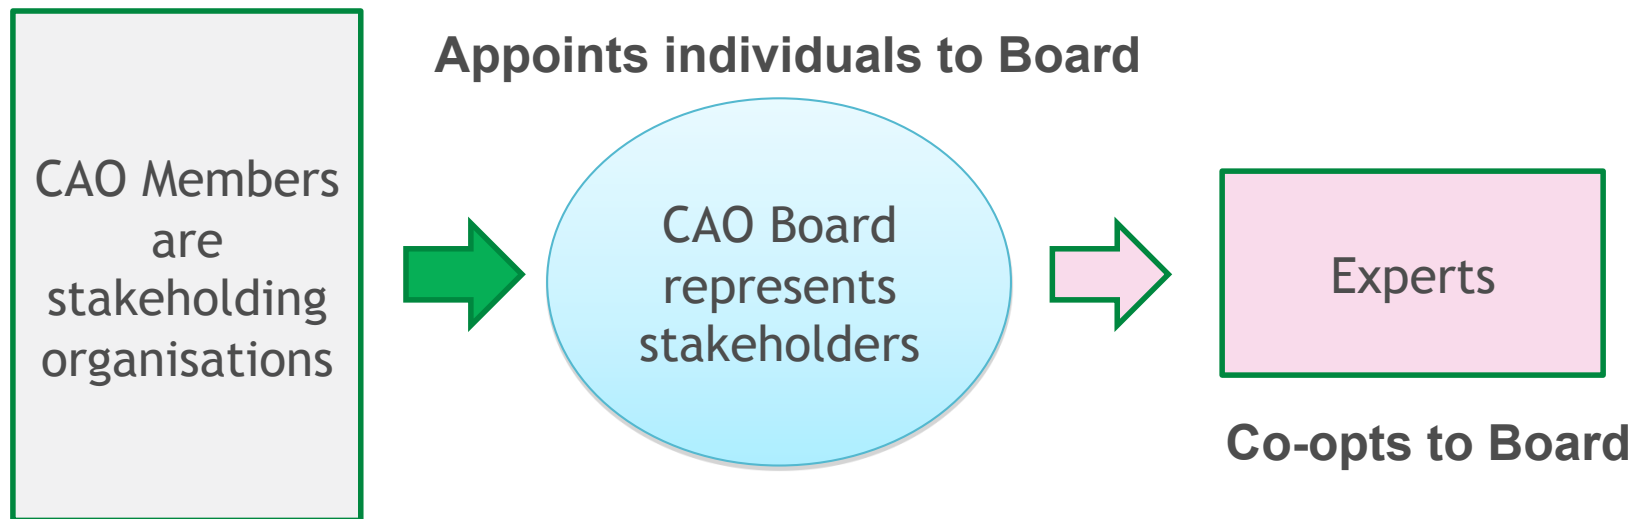 Appoints individuals to Board
CAO Members
are
stakeholding
organisations
CAO Board
represents
stakeholders
Experts
Co-opts to Board